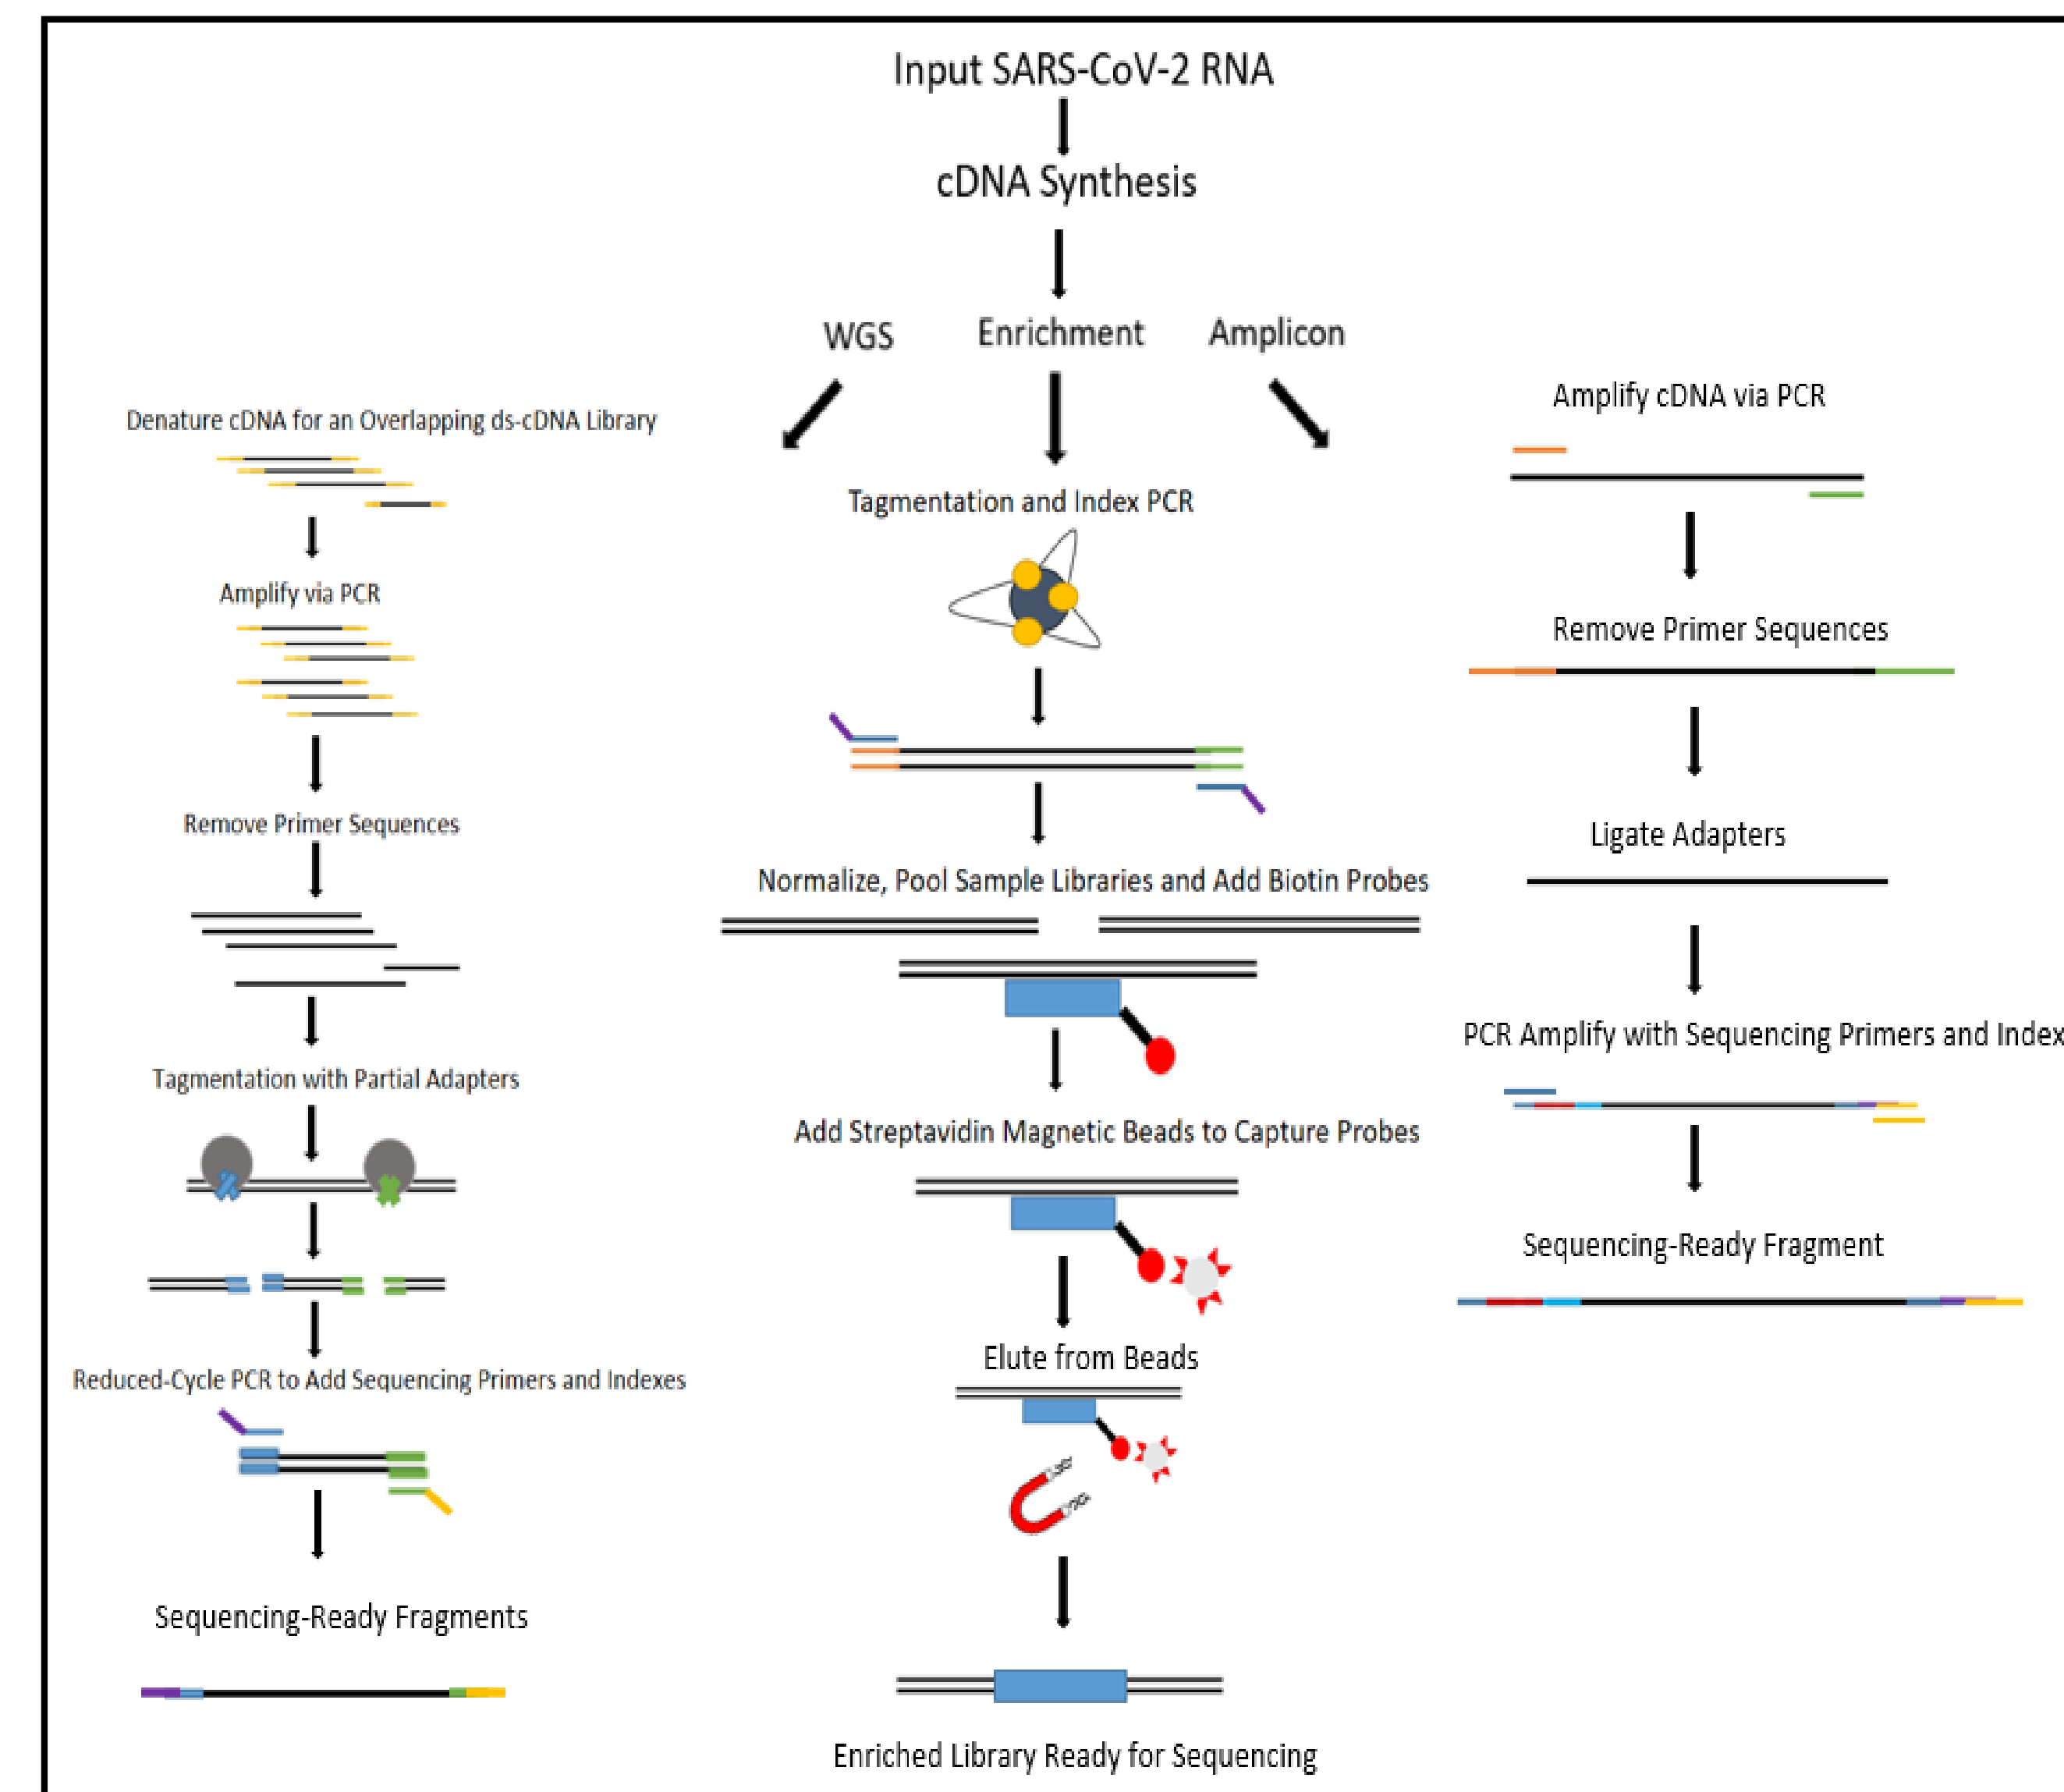 Input SARS-CoV-2 RNA
cDNA Synthesis
WGS
Enrichment
Amplicon
Denature cDNA for an Overlapping ds-cDNA Library
Amplify via PCR
Remove Primer Sequences
Tagmentation with Partial Adapters
Reduced-Cycle PCR to Add Sequencing Primers and Indexes
Sequencing-Ready Fragments
Tagmentation and Index PCR
Normalize, Pool Sample Libraries and Add Biotin Probes
Add Streptavidin Magnetic Beads to Capture Probes
Elute from Beads
Enriched Library Ready for Sequencing
Amplify cDNA via PCR
Remove Primer Sequences
Ligate Adapters
PCR Amplify with Sequencing Primers and Index
Sequencing-Ready Fragment